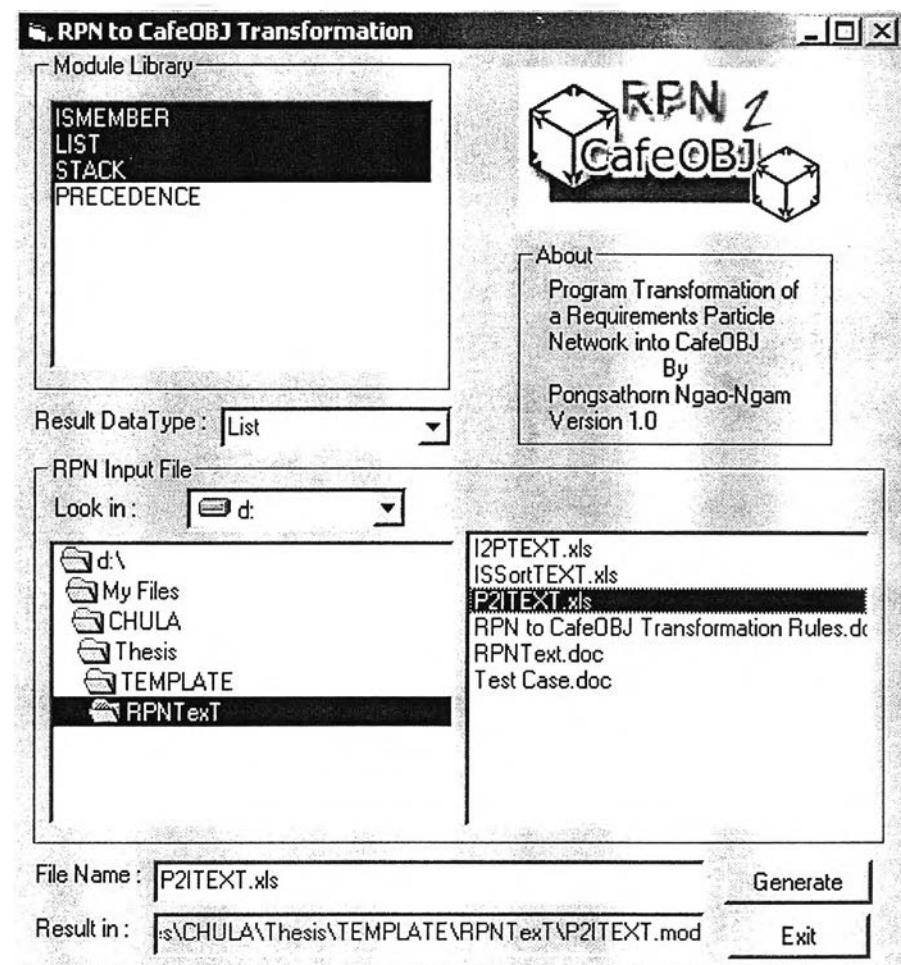 RPN to CafeOBJ Transformation
Module Library
ISMEMBER
LIST
STACK
PRECEDENCE
RPN 2
CafeOBJ
About
Program Transformation of
a Requirements Particle
Network into CafeOBJ
By
Pongsathorn Ngao-Ngam
Version 1.0
Result DataType : List
RPN Input File
Look in : d:
d:\
My Files
CHULA
Thesis
TEMPLATE
RPNTexT
I2PTEXT.xls
ISSortTEXT.xls
P2ITEXT.xls
RPN to CafeOBJ Transformation Rules.dc
RPNText.doc
Test Case.doc
File Name : P2ITEXT.xls
Generate
Result in : :s\CHULA\Thesis\TEMPLATE\RPNTexT\P2ITEXT.mod
Exit